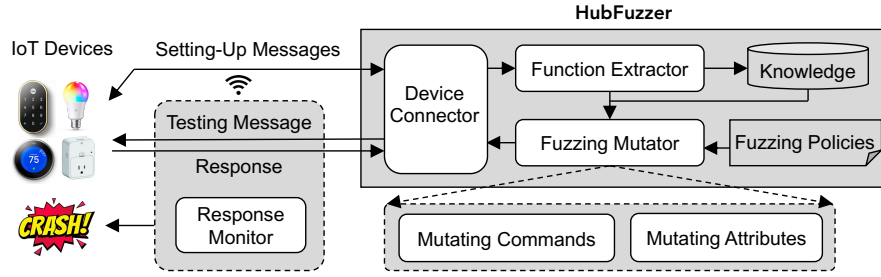 HubFuzzer
IoT Devices
Setting-Up Messages
Device
Connector
Function Extractor
Knowledge
Testing Message
Fuzzing Mutator
Fuzzing Policies
75
Response
CRASH!
Response
Monitor
Mutating Commands
Mutating Attributes